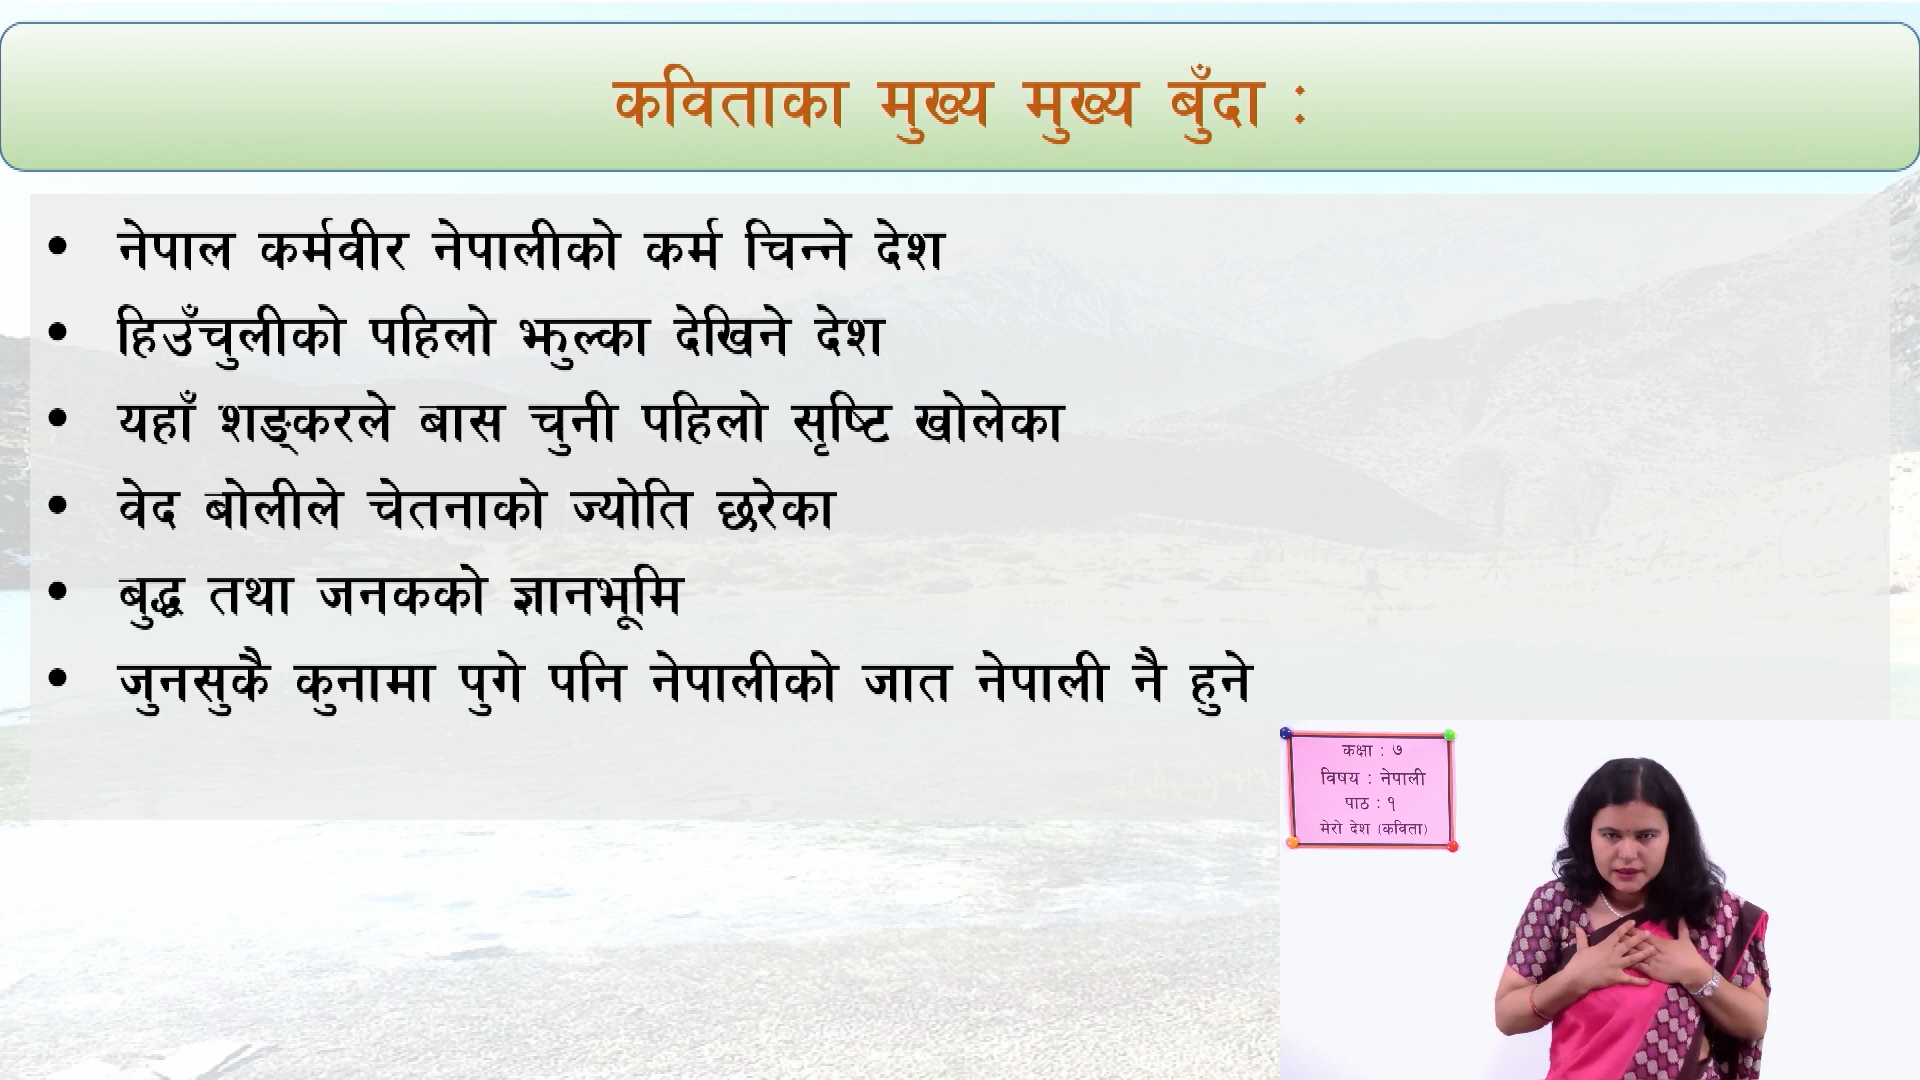 कविताका मुख्य मुख्य बुँदा :
• नेपाल कर्मवीर नेपालीको कर्म चिन्ने देश
• हिउँचुलीको पहिलो झुल्का देखिने देश
• यहाँ शङ्करले बास चुनी पहिलो सृष्टि खोलेका
• वेद बोलीले चेतनाको ज्योति छरेका
• बुद्ध तथा जनकको ज्ञानभूमि
• जुनसुकै कुनामा पुगे पनि नेपालीको जात नेपाली नै हुने
कक्षा : ७
विषय : नेपाली
पाठ : १
मेरो देश (कविता)